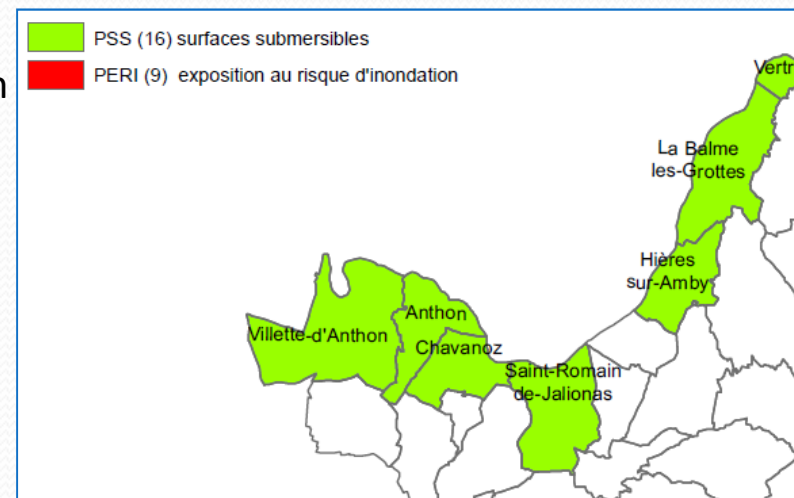 PSS (16) surfaces submersibles
PERI (9) exposition au risque d'inondation
n
Vertr
La Balme
les-Grottes
Hières
sur-Amby
Anthon
Villette-d'Anthon
Chavanoz
Saint-Romain
de-Jalionas